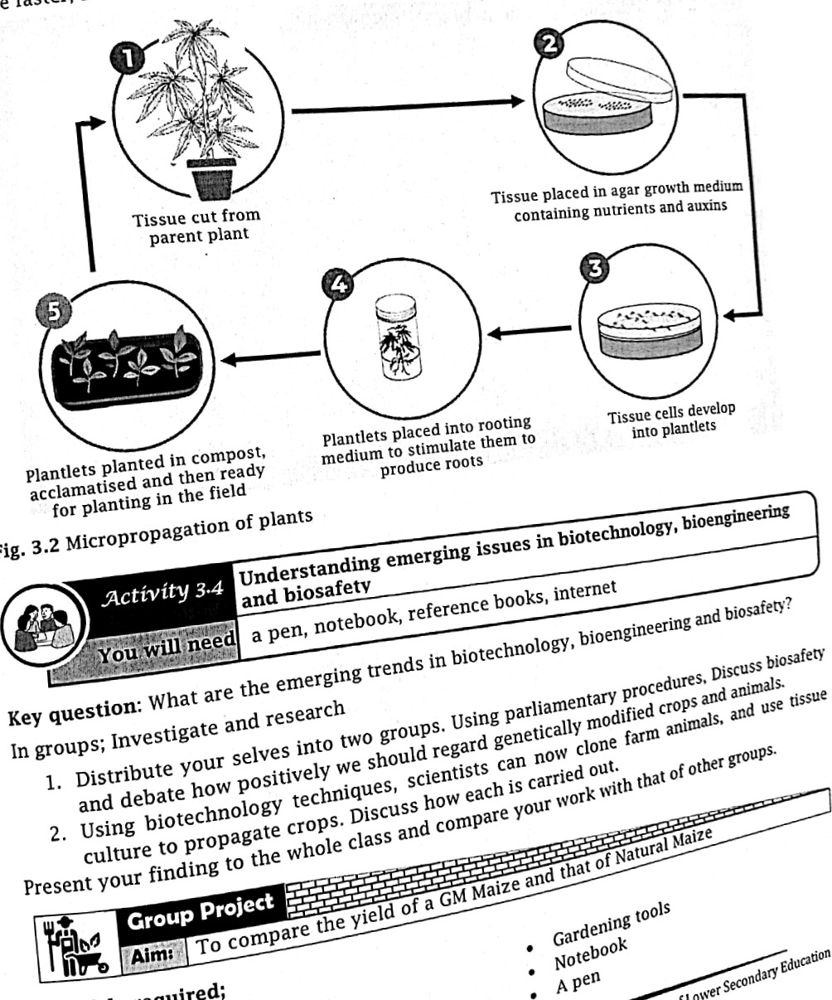 1
Tissue cut from
parent plant
2
Tissue placed in agar growth medium
containing nutrients and auxins
3
Tissue cells develop
into plantlets
4
Plantlets placed into rooting
medium to stimulate them to
produce roots
5
Plantlets planted in compost,
acclamatised and then ready
for planting in the field
Fig. 3.2 Micropropagation of plants
Activity 3.4
Understanding emerging issues in biotechnology, bioengineering
and biosafety
You will need
a pen, notebook, reference books, internet
Key question: What are the emerging trends in biotechnology, bioengineering and biosafety?
In groups; Investigate and research
1. Distribute your selves into two groups. Using parliamentary procedures, Discuss biosafety
and debate how positively we should regard genetically modified crops and animals.
2. Using biotechnology techniques, scientists can now clone farm animals, and use tissue
culture to propagate crops. Discuss how each is carried out.
Present your finding to the whole class and compare your work with that of other groups.
Group Project
Aim:
To compare the yield of a GM Maize and that of Natural Maize
• Gardening tools
• Notebook
• A pen
Lower Secondary Education